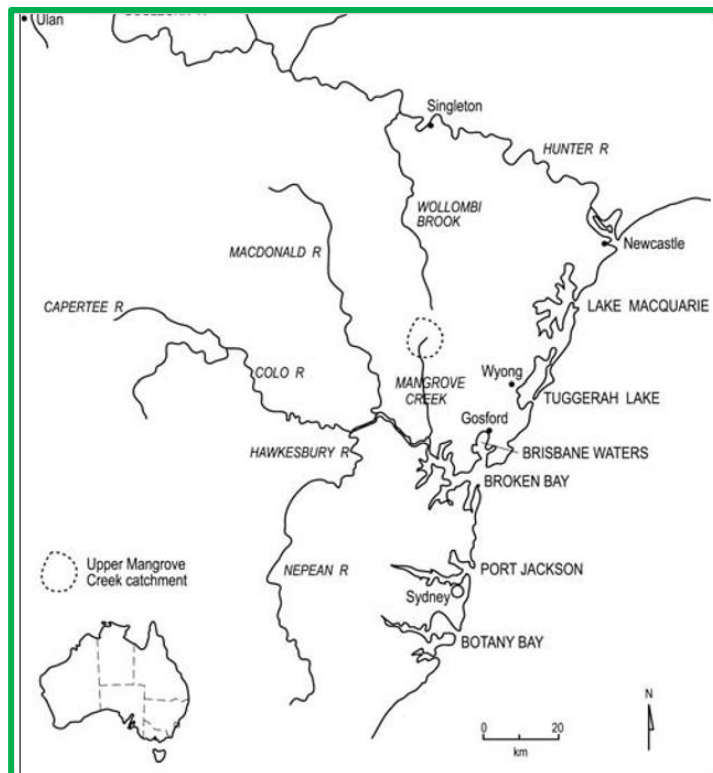 Ulan
Singleton
HUNTER R
WOLLOMBI
BROOK
MACDONALD R
Newcastle
CAPERTEE R
LAKE MACQUARIE
COLO R
Wyong
MANGROVE
CREEK
TUGGERAH LAKE
Gosford
HAWKESBURY R
BRISBANE WATERS
BROKEN BAY
Upper Mangrove
Creek catchment
NEPEAN R
PORT JACKSON
Sydney
BOTANY BAY
N
0 20
km